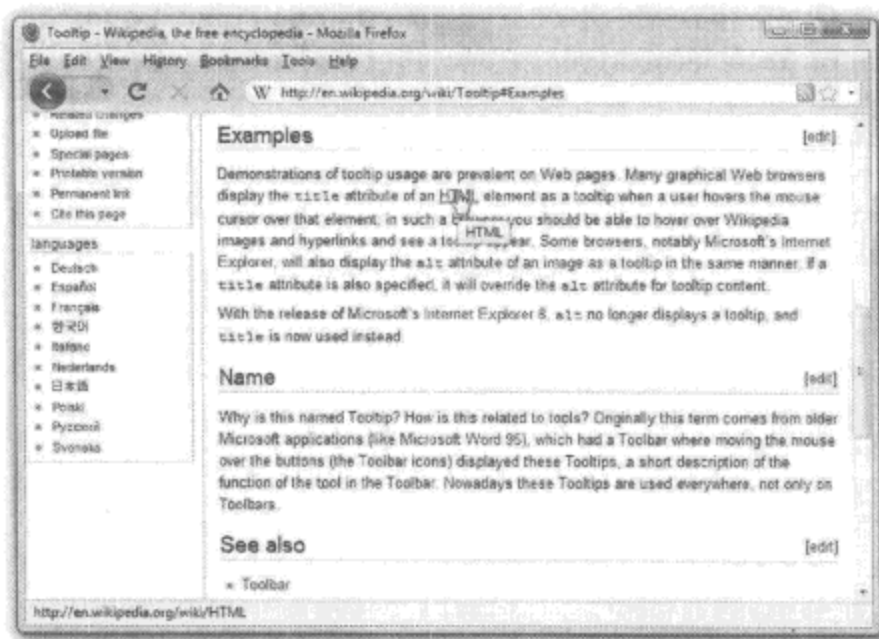 Tooltip - Wikipedia, the free encyclopedia - Mozilla Firefox
File Edit View History Bookmarks Tools Help
W http://en.wikipedia.org/wiki/Tooltip#Examples
Related changes
Upload file
Special pages
Printable version
Permanent link
Cite this page
languages
Deutsch
Español
Français
한국어
Italiano
Nederlands
日本語
Polski
Русский
Svenska
Examples [edit]
Demonstrations of tooltip usage are prevalent on Web pages. Many graphical Web browsers
display the title attribute of an HTML element as a tooltip when a user hovers the mouse
cursor over that element; in such a you should be able to hover over Wikipedia
HTML
images and hyperlinks and see a appear. Some browsers, notably Microsoft's Internet
Explorer, will also display the alt attribute of an image as a tooltip in the same manner. If a
title attribute is also specified, it will override the alt attribute for tooltip content.
With the release of Microsoft's Internet Explorer 8, alt no longer displays a tooltip, and
title is now used instead.
Name [edit]
Why is this named Tooltip? How is this related to tools? Originally this term comes from older
Microsoft applications (like Microsoft Word 95), which had a Toolbar where moving the mouse
over the buttons (the Toolbar icons) displayed these Tooltips, a short description of the
function of the tool in the Toolbar. Nowadays these Tooltips are used everywhere, not only on
Toolbars.
See also [edit]
Toolbar
http://en.wikipedia.org/wiki/HTML